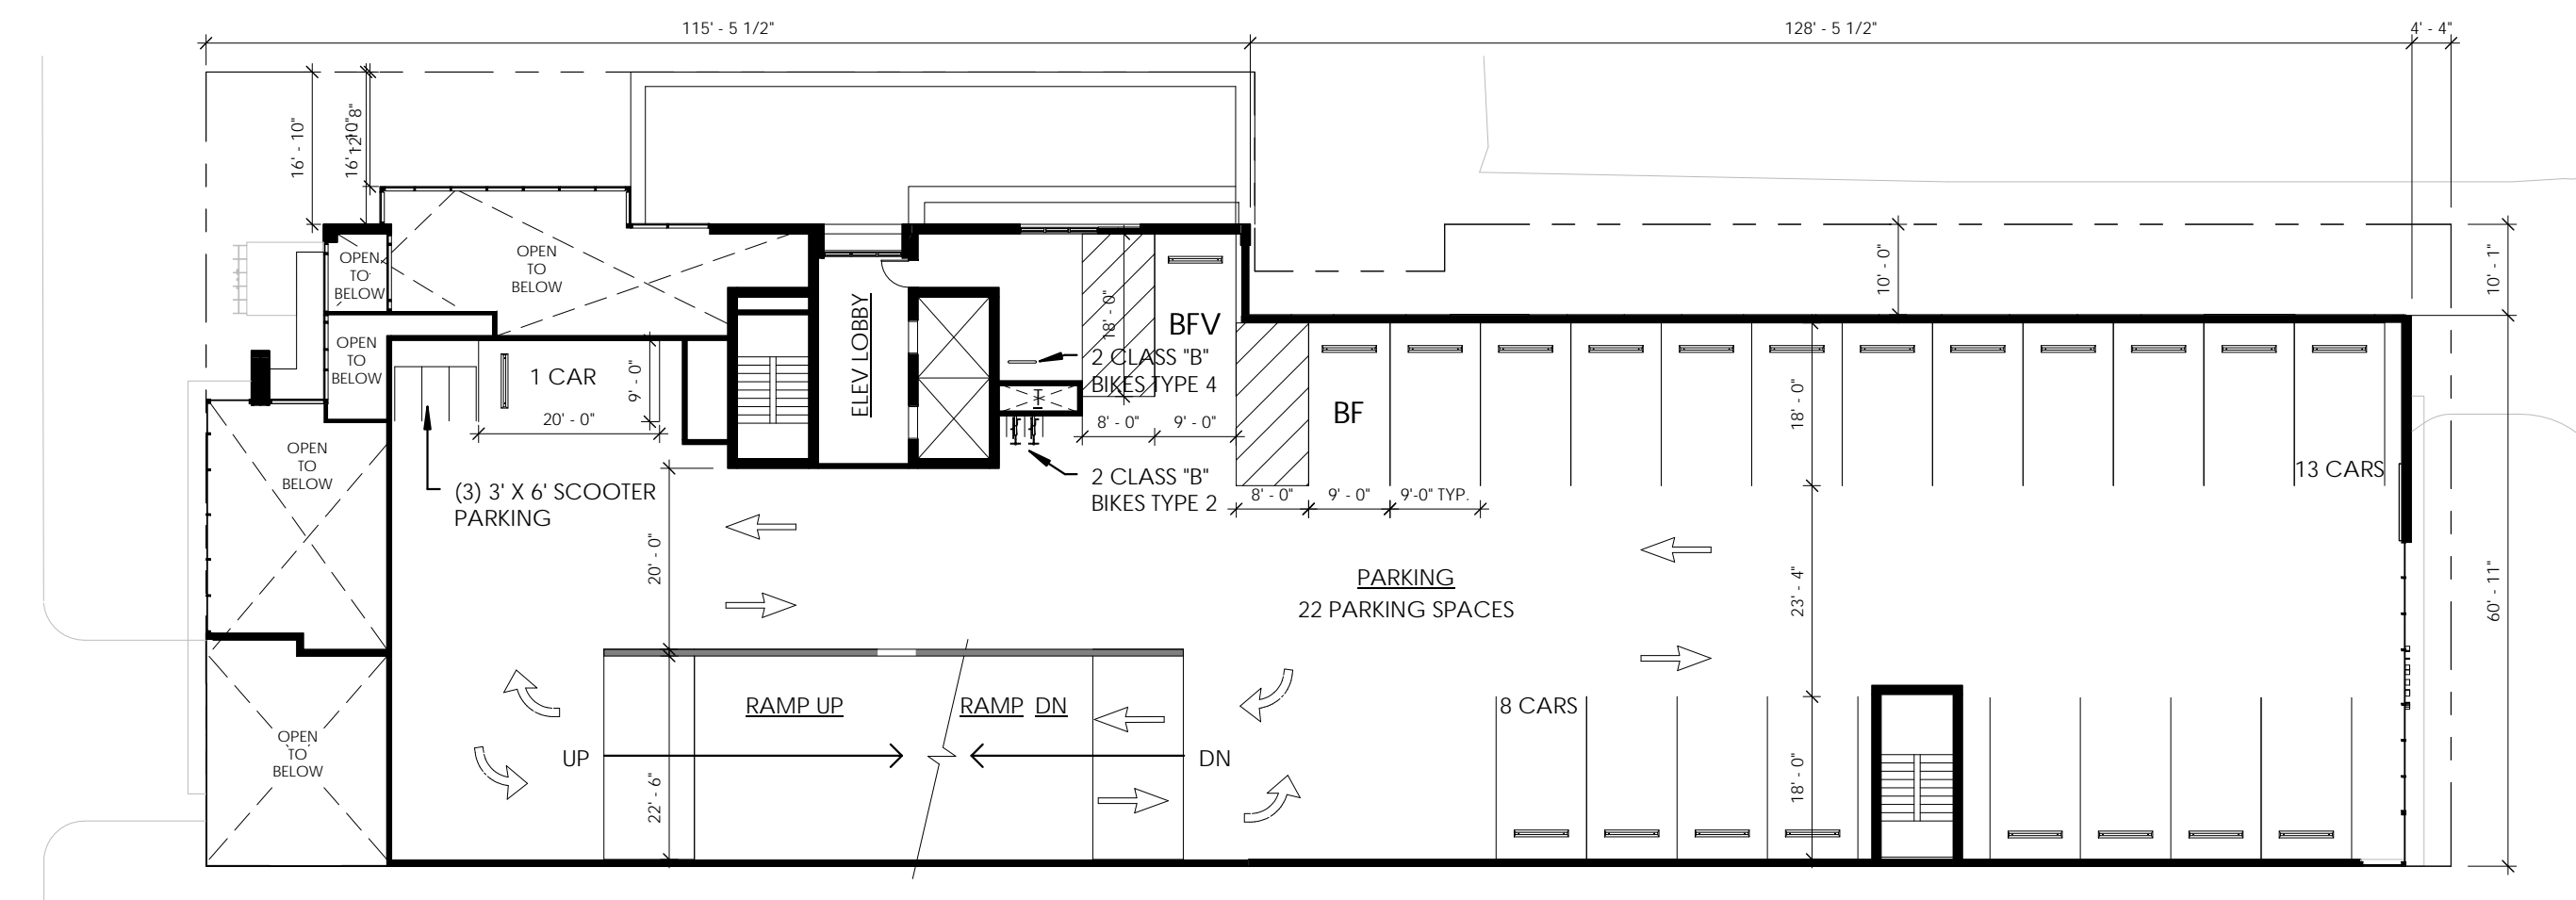 115' - 5 1/2"
128' - 5 1/2"
4' - 4"
16' - 10"
16' - 10"
12' - 8"
10' - 0"
10' - 1"
OPEN
TO
BELOW
OPEN
TO
BELOW
ELEV LOBBY
18' - 0"
BFV
2 CLASS "B"
BIKES TYPE 4
OPEN
TO
BELOW
1 CAR
9' - 0"
20' - 0"
8' - 0"
9' - 0"
BF
18' - 0"
13 CARS
OPEN
TO
BELOW
(3) 3' X 6' SCOOTER
PARKING
2 CLASS "B"
BIKES TYPE 2
8' - 0"
9' - 0"
9'-0" TYP.
20' - 0"
PARKING
22 PARKING SPACES
23' - 4"
60' - 11"
RAMP UP
RAMP DN
8 CARS
OPEN
TO
BELOW
UP
DN
22' - 6"
18' - 0"